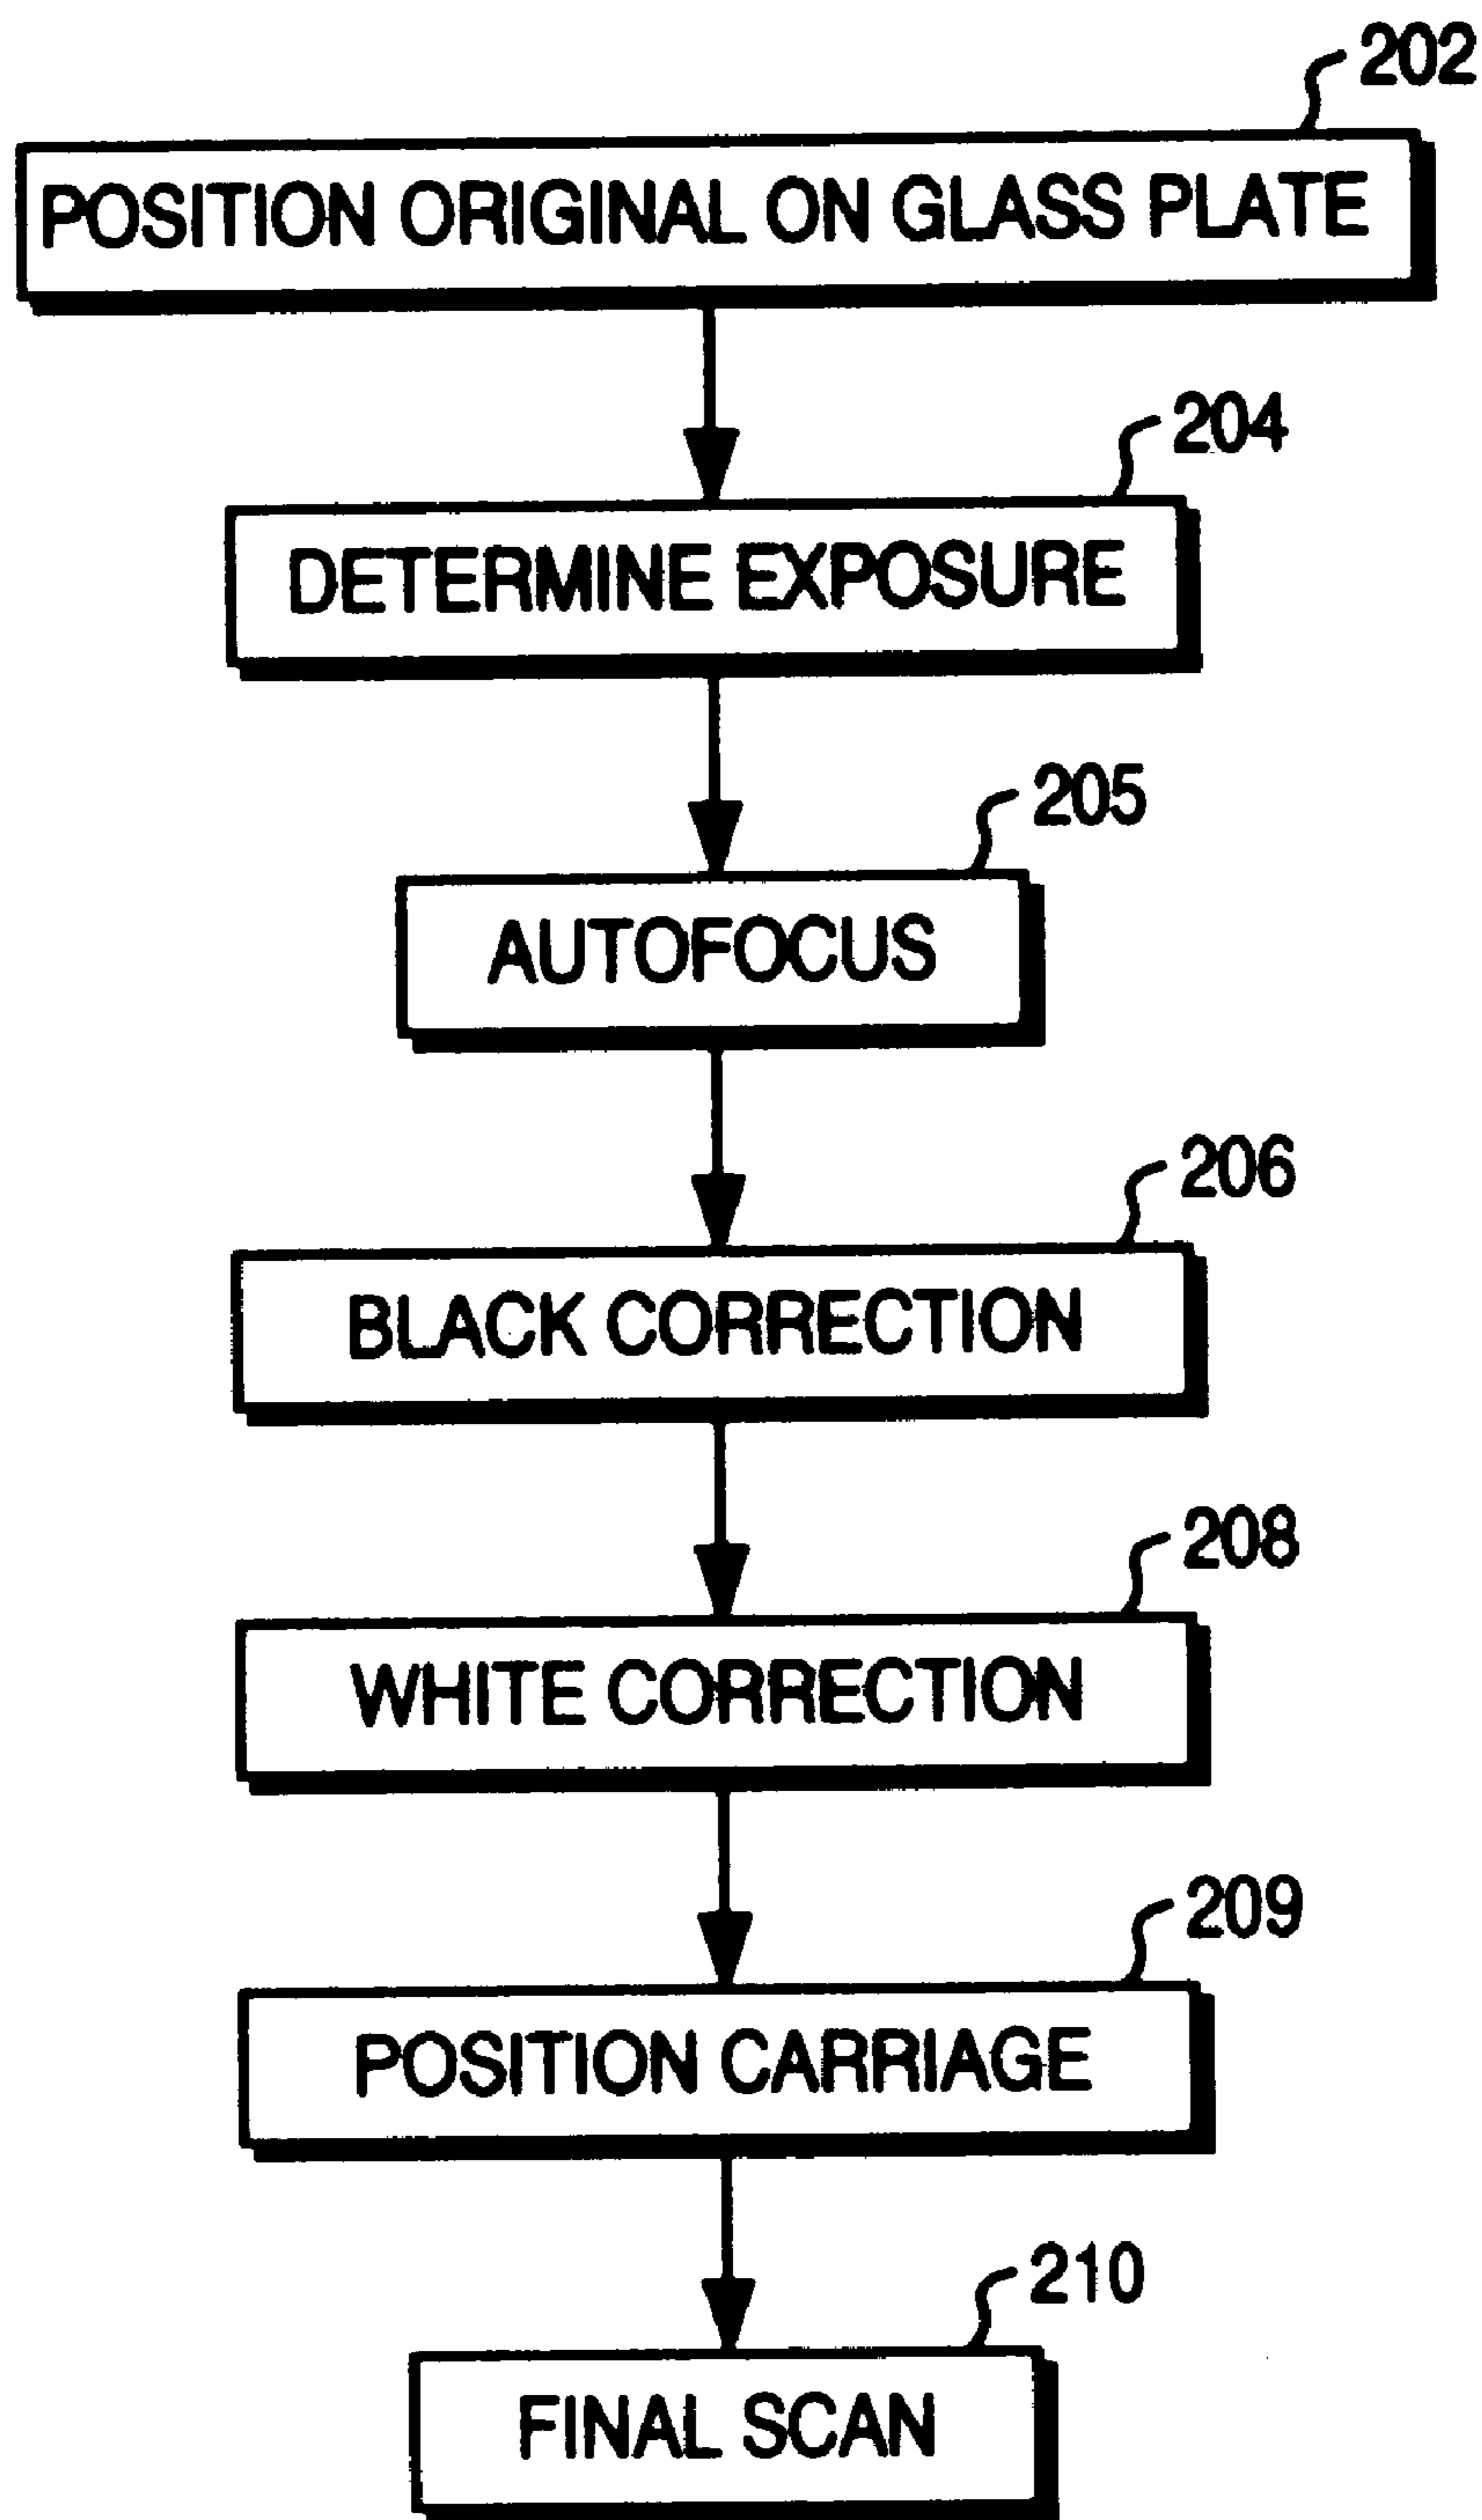 202
POSITION ORIGINAL ON GLASS PLATE
204
DETERMINE EXPOSURE
205
AUTOFOCUS
206
BLACK CORRECTION
208
WHITE CORRECTION
209
POSITION CARRIAGE
210
FINAL SCAN